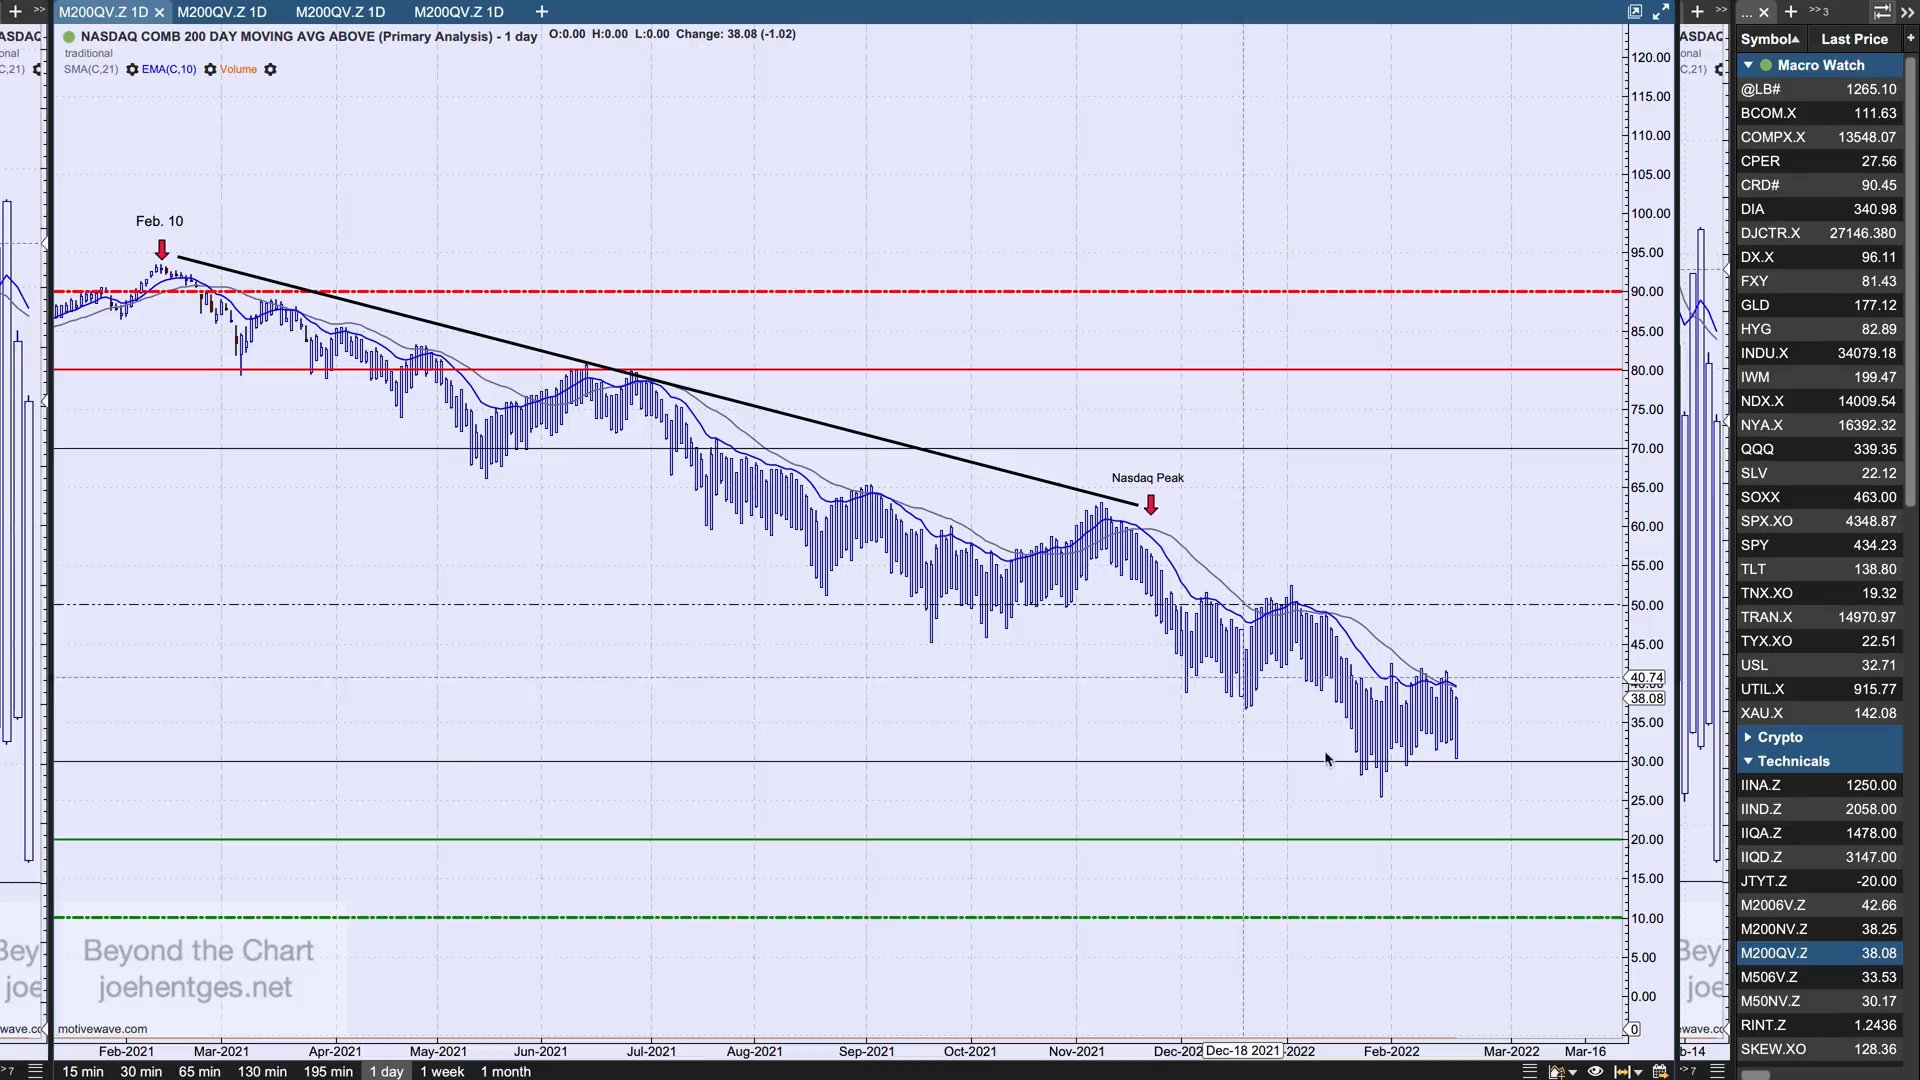 M200QV.Z 1D M200QV.Z 1D M200QV.Z 1D M200QV.Z 1D
NASDAQ COMB 200 DAY MOVING AVG ABOVE (Primary Analysis) - 1 day O:0.00 H:0.00 L:0.00 Change: 38.08 (-1.02)
traditional
SMA(C,21) EMA(C,10) Volume
Feb. 10
Nasdaq Peak
120.00
115.00
110.00
105.00
100.00
95.00
90.00
85.00
80.00
75.00
70.00
65.00
60.00
55.00
50.00
45.00
40.74
38.08
35.00
30.00
25.00
20.00
15.00
10.00
5.00
0.00
0
Beyond the Chart
joehentges.net
motivewave.com
Feb-2021 Mar-2021 Apr-2021 May-2021 Jun-2021 Jul-2021 Aug-2021 Sep-2021 Oct-2021 Nov-2021 Dec-202 Dec-18 2021 2022 Feb-2022 Mar-2022 Mar-16
15 min 30 min 65 min 130 min 195 min 1 day 1 week 1 month
Symbol Last Price
Macro Watch
@LB# 1265.10
BCOM.X 111.63
COMPX.X 13548.07
CPER 27.56
CRD# 90.45
DIA 340.98
DJCTR.X 27146.380
DX.X 96.11
FXY 81.43
GLD 177.12
HYG 82.89
INDU.X 34079.18
IWM 199.47
NDX.X 14009.54
NYA.X 16392.32
QQQ 339.35
SLV 22.12
SOXX 463.00
SPX.XO 4348.87
SPY 434.23
TLT 138.80
TNX.XO 19.32
TRAN.X 14970.97
TYX.XO 22.51
USL 32.71
UTIL.X 915.77
XAU.X 142.08
Crypto
Technicals
IINA.Z 1250.00
IIND.Z 2058.00
IIQA.Z 1478.00
IIQD.Z 3147.00
JTYT.Z -20.00
M2006V.Z 42.66
M200NV.Z 38.25
M200QV.Z 38.08
M506V.Z 33.53
M50NV.Z 30.17
RINT.Z 1.2436
SKEW.XO 128.36